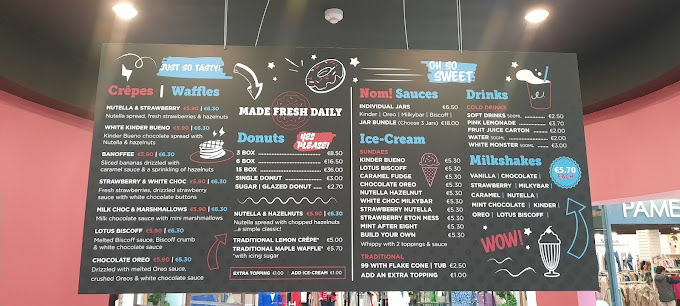 JUST SO TASTY!
Crêpes | Waffles
NUTELLA & STRAWBERRY €5.90 | €6.30
Nutella spread, fresh strawberries & hazelnuts
WHITE KINDER BUENO €5.90 | €6.30
Kinder Bueno chocolate spread with
Nutella & hazelnuts
BANOFFEE €5.90 | €6.30
Sliced bananas drizzled with
caramel sauce & a sprinkling of hazelnuts
STRAWBERRY & WHITE CHOC €5.90 | €6.30
Fresh strawberries, drizzled strawberry
sauce with white chocolate buttons
MILK CHOC & MARSHMALLOWS €5.90 | €6.30
Milk chocolate sauce with mini marshmallows
LOTUS BISCOFF €5.90 | €6.30
Melted Biscoff sauce, Biscoff crumb
& white chocolate sauce
CHOCOLATE OREO €5.90 | €6.30
Drizzled with melted Oreo sauce,
crushed Oreos & white chocolate sauce
MADE FRESH DAILY
Donuts
YES PLEASE!
3 BOX €8.50
6 BOX €16.50
15 BOX €36.00
SINGLE DONUT €3.00
SUGAR | GLAZED DONUT €2.70
NUTELLA & HAZELNUTS €5.90 | €6.30
Nutella spread with chopped hazelnuts
...a simple classic!
TRADITIONAL LEMON CRÊPE* €5.00
TRADITIONAL MAPLE WAFFLE* €5.70
*with icing sugar
EXTRA TOPPING €1.00 | ADD ICE-CREAM €1.00
OH SO SWEET
Nom! Sauces
INDIVIDUAL JARS €6.50
Kinder | Oreo | Milkybar | Biscoff |
JAR BUNDLE (Choose 3 Jars) €18.00
Ice-Cream
SUNDAES
KINDER BUENO €5.30
LOTUS BISCOFF €5.30
CARAMEL FUDGE €5.30
CHOCOLATE OREO €5.30
NUTELLA HAZELNUT €5.30
WHITE CHOC MILKYBAR €5.30
STRAWBERRY NUTELLA €5.30
STRAWBERRY ETON MESS €5.30
MINT AFTER EIGHT €5.30
BUILD YOUR OWN €5.30
Whippy with 2 toppings & sauce
TRADITIONAL
99 WITH FLAKE CONE | TUB €2.50
ADD AN EXTRA TOPPING €1.00
Drinks
COLD DRINKS
SOFT DRINKS 500ML €2.50
PINK LEMONADE €3.70
FRUIT JUICE CARTON €2.00
WATER 500ML €2.00
WHITE MONSTER 500ML €3.00
Milkshakes
€5.70 EACH
VANILLA | CHOCOLATE |
STRAWBERRY | MILKYBAR |
CARAMEL | NUTELLA |
MINT CHOCOLATE | KINDER |
OREO | LOTUS BISCOFF
WOW!
PAME